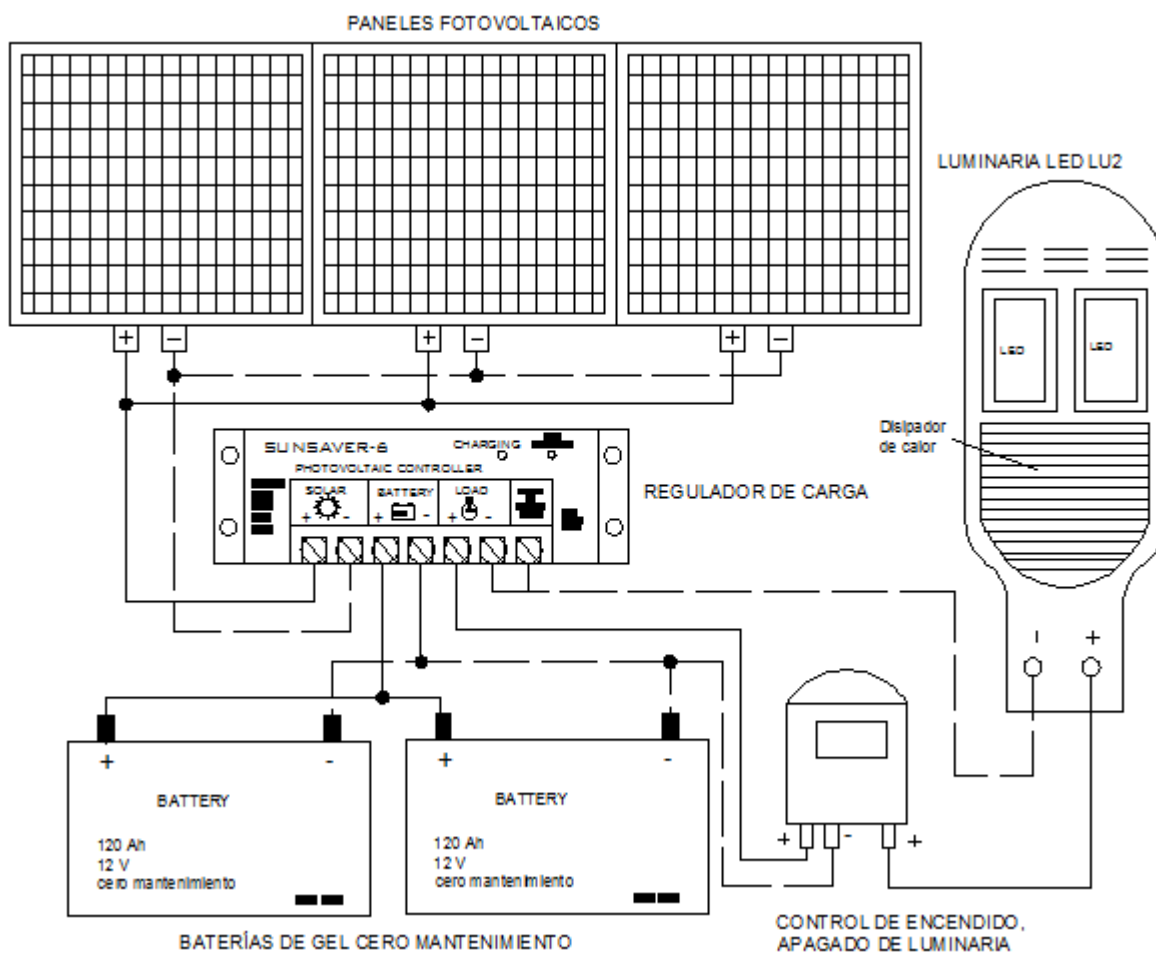 PANELES FOTOVOLTAICOS
LUMINARIA LED LU2
+ − + − + −
LED LED
Disipador
de calor
SUNSAVER-6 CHARGING
PHOTOVOLTAIC CONTROLLER
SOLAR BATTERY LOAD
+ - + - + -
REGULADOR DE CARGA
- +
+ - + -
BATTERY
120 Ah
12 V
cero mantenimiento
BATTERY
120 Ah
12 V
cero mantenimiento
+ - +
BATERÍAS DE GEL CERO MANTENIMIENTO
CONTROL DE ENCENDIDO,
APAGADO DE LUMINARIA